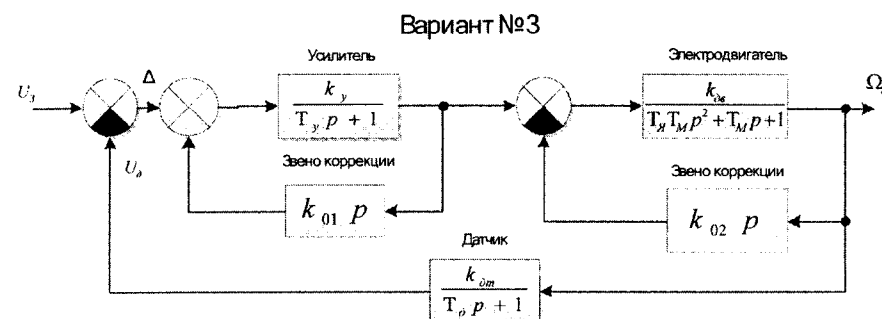 Вариант №3
Усилитель
Электродвигатель
U_з
Δ
k_у
T_у p + 1
k_дв
T_Я T_М p² + T_М p + 1
Ω
U_д
Звено коррекции
k_01 p
Звено коррекции
k_02 p
Датчик
k_дт
T_д p + 1